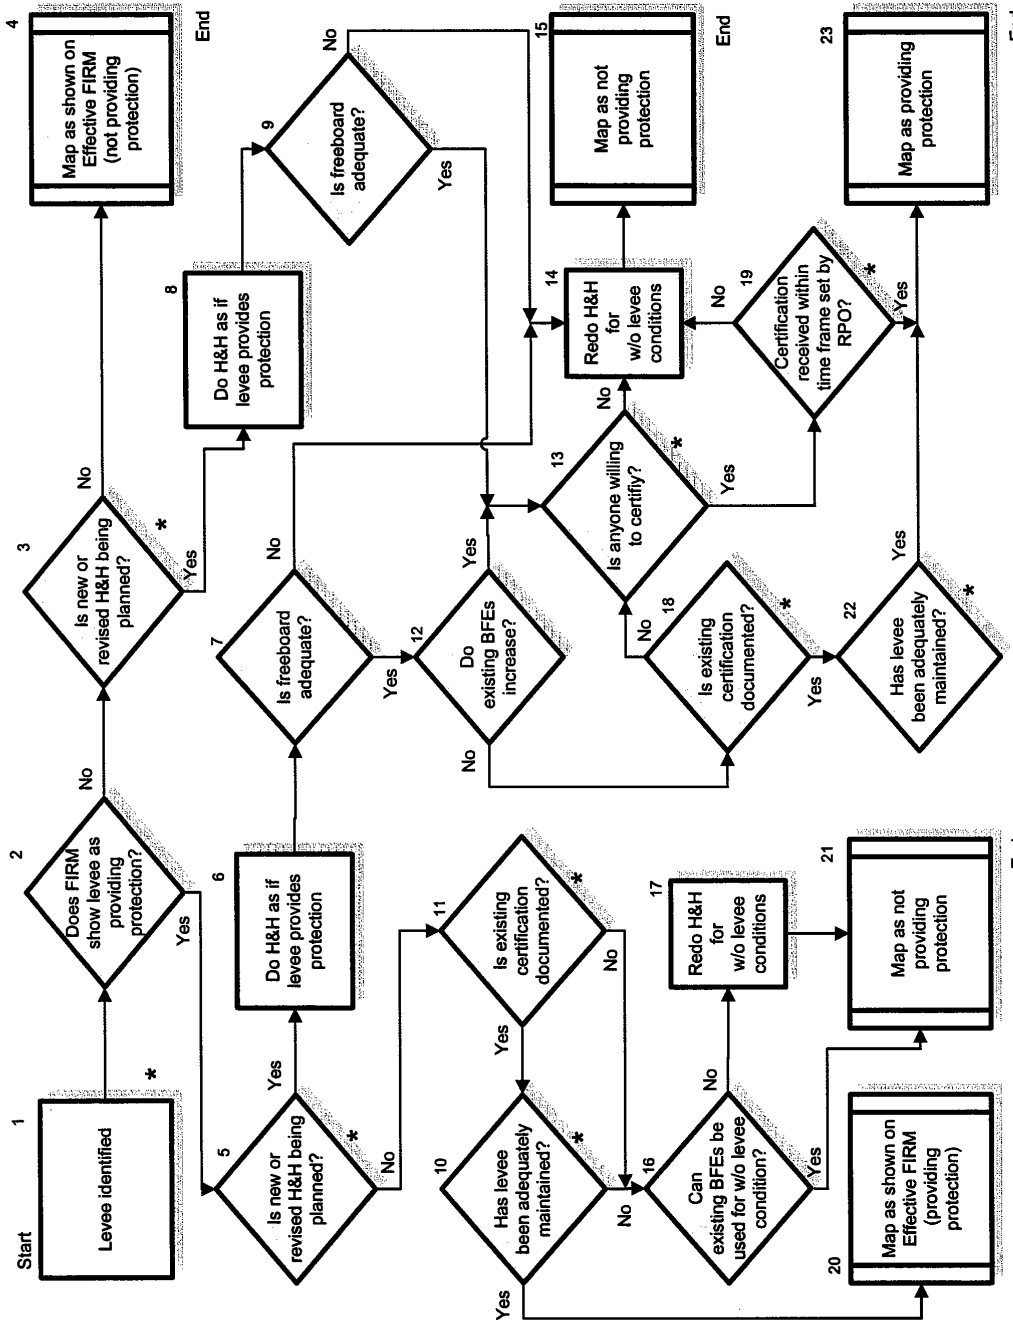 Start
1
Levee identified
*
2
Does FIRM
show levee as
providing
protection?
No
Yes
3
Is new or
revised H&H being
planned?
*
No
Yes
4
Map as shown on
Effective FIRM
(not providing
protection)
End
5
Is new or
revised H&H being
planned?
*
Yes
No
6
Do H&H as if
levee provides
protection
7
Is freeboard
adequate?
No
Yes
8
Do H&H as if
levee provides
protection
9
Is freeboard
adequate?
No
Yes
10
Has levee
been adequately
maintained?
*
Yes
No
11
Is existing
certification
documented?
*
Yes
No
12
Do
existing BFEs
increase?
Yes
No
13
Is anyone willing
to certifiy?
*
No
Yes
14
Redo H&H
for
w/o levee
conditions
15
Map as not
providing
protection
End
16
Can
existing BFEs be
used for w/o levee
condition?
No
Yes
17
Redo H&H
for
w/o levee
conditions
18
Is existing
certification
documented?
*
No
Yes
19
Certification
received within
time frame set by
RPO?
*
No
Yes
20
Map as shown on
Effective FIRM
(providing
protection)
21
Map as not
providing
protection
22
Has levee
been adequately
maintained?
*
Yes
23
Map as providing
protection